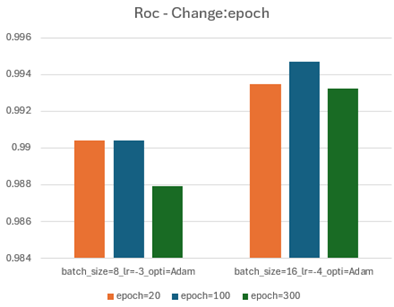 Roc - Change:epoch
0.996
0.994
0.992
0.99
0.988
0.986
0.984
batch_size=8_lr=-3_opti=Adam batch_size=16_lr=-4_opti=Adam
epoch=20 epoch=100 epoch=300